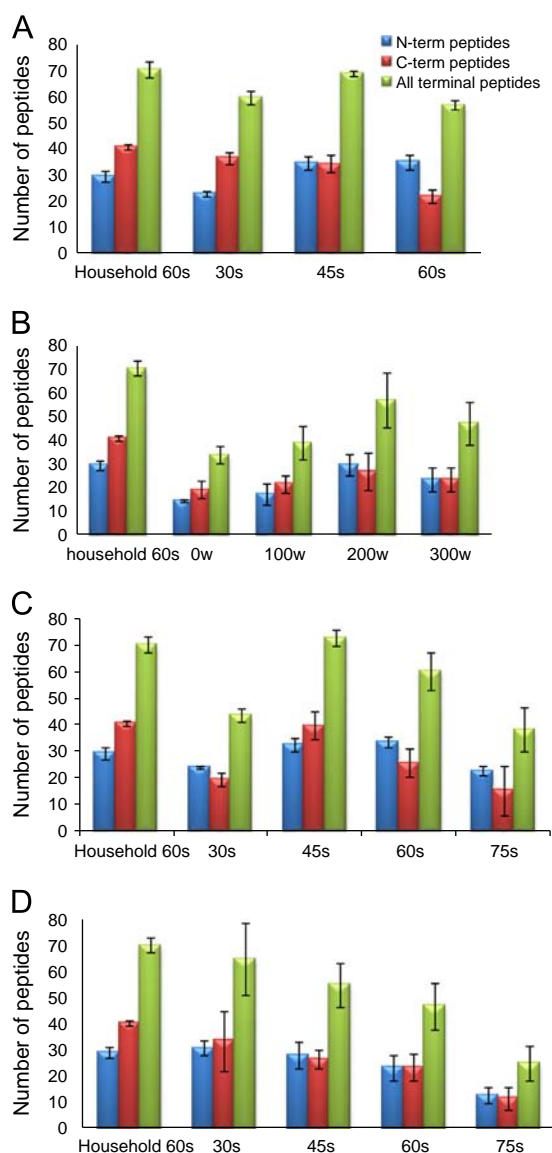 A
Number of peptides
80
70
60
50
40
30
20
10
0
N-term peptides
C-term peptides
All terminal peptides
Household 60s 30s 45s 60s
B
Number of peptides
80
70
60
50
40
30
20
10
0
household 60s 0w 100w 200w 300w
C
Number of peptides
80
70
60
50
40
30
20
10
0
Household 60s 30s 45s 60s 75s
D
Number of peptides
80
70
60
50
40
30
20
10
0
Household 60s 30s 45s 60s 75s